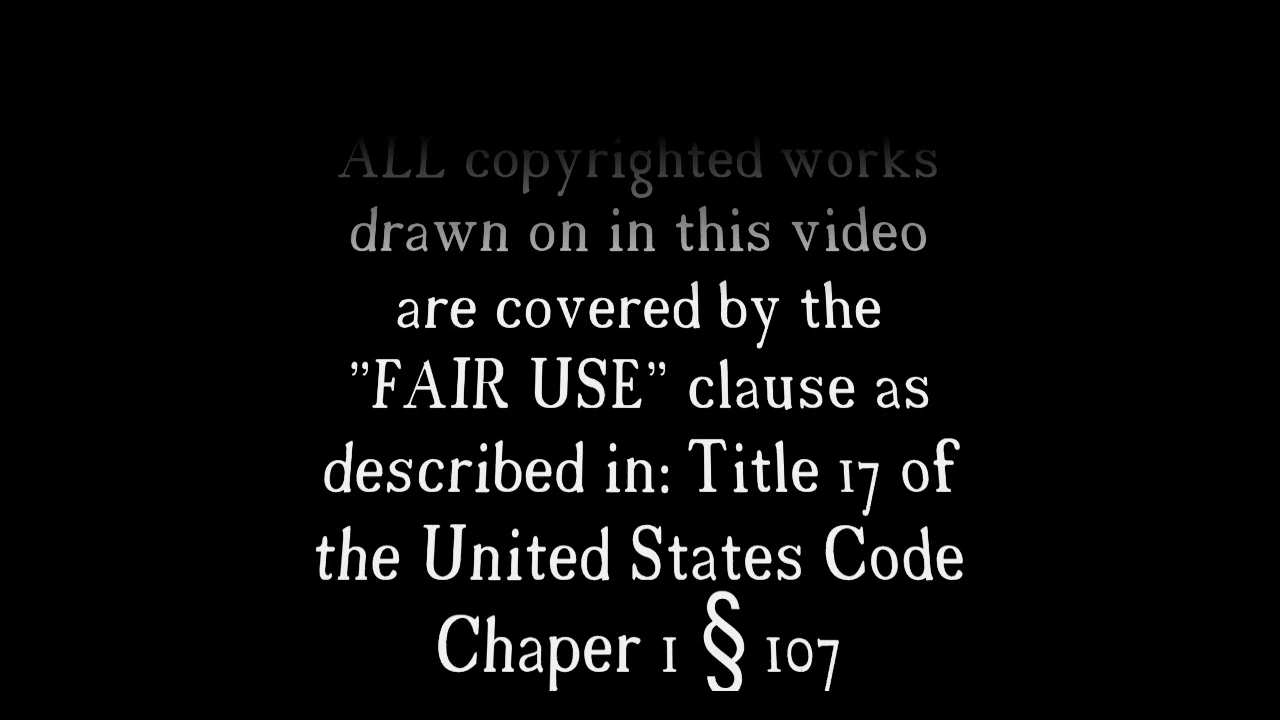 ALL copyrighted works
drawn on in this video
are covered by the
”FAIR USE” clause as
described in: Title 17 of
the United States Code
Chaper 1 § 107